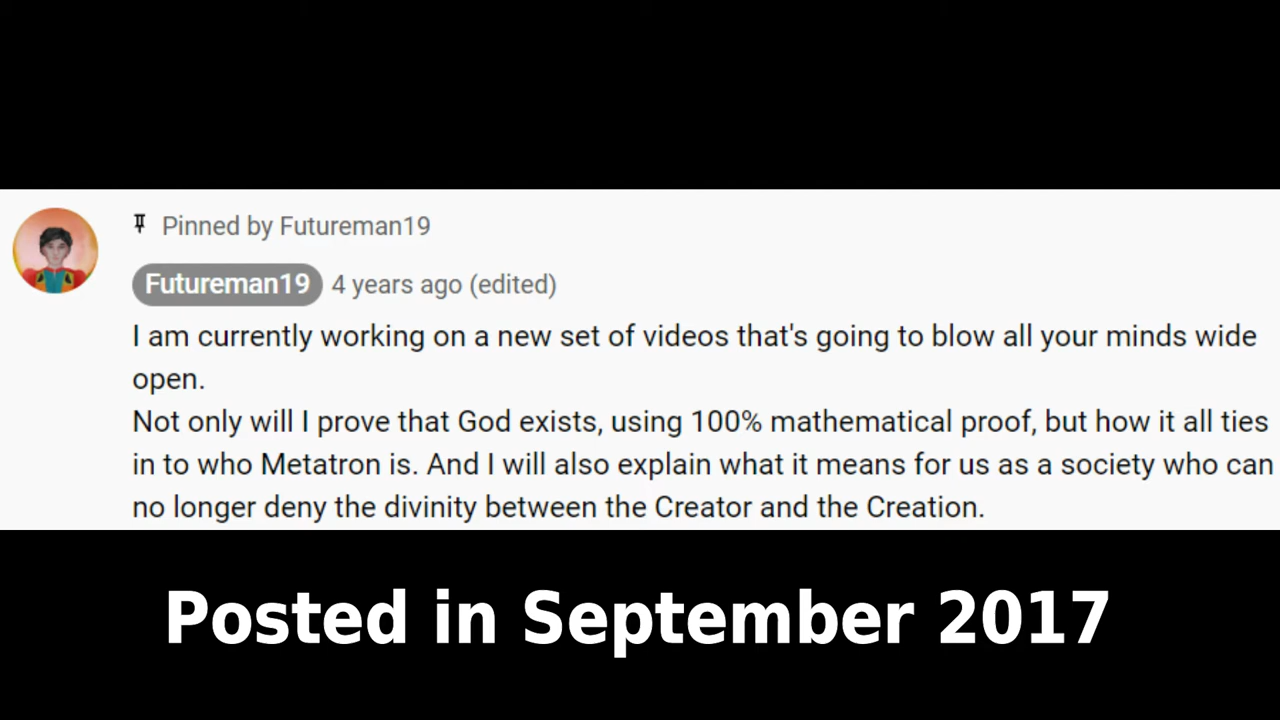 Pinned by Futureman19
Futureman19 4 years ago (edited)
I am currently working on a new set of videos that's going to blow all your minds wide
open.
Not only will I prove that God exists, using 100% mathematical proof, but how it all ties
in to who Metatron is. And I will also explain what it means for us as a society who can
no longer deny the divinity between the Creator and the Creation.
Posted in September 2017